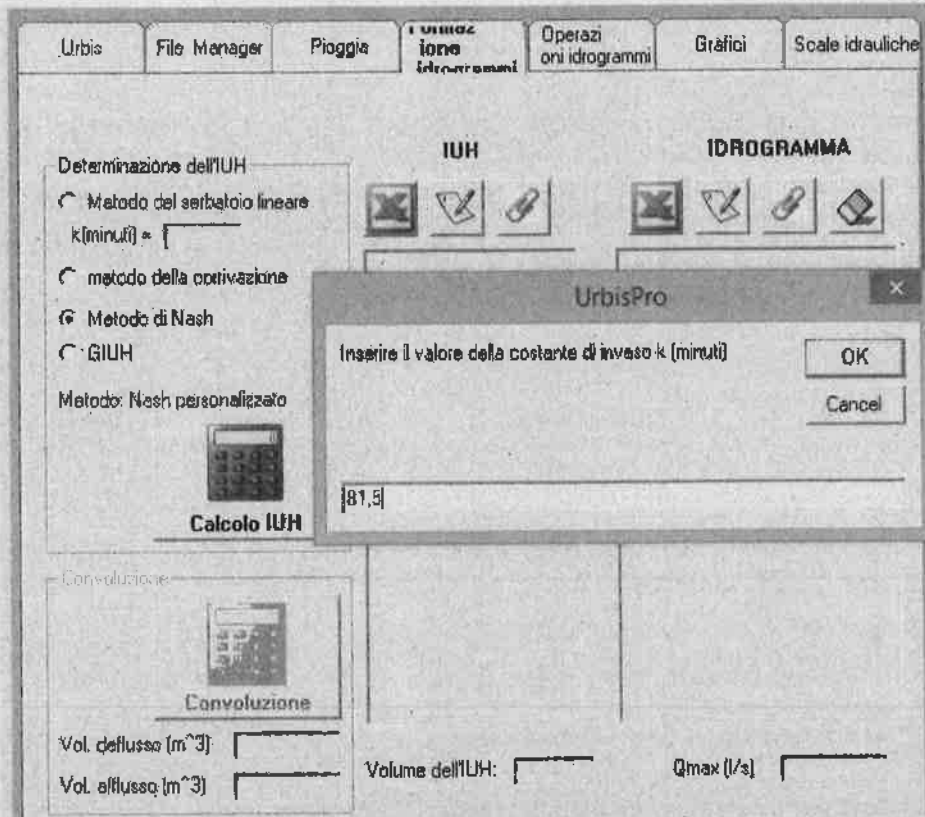 Urbis
File Manager
Pioggia
Formaz
ione
idrogrammi
Operazi
oni idrogrammi
Gràfici
Scale idrauliche
Determinazione dell'IUH
Metodo del serbatoio lineare
k(minuti) =
metodo della corrivazione
Metodo di Nash
GIUH
Metodo: Nash personalizzato
Calcolo IUH
IUH
IDROGRAMMA
UrbisPro
Inserire il valore della costante di invaso k (minuti)
OK
Cancel
81,5
Convoluzione
Convoluzione
Vol. deflusso (m^3)
Vol. afflusso (m^3)
Volume dell'IUH:
Qmax (l/s)